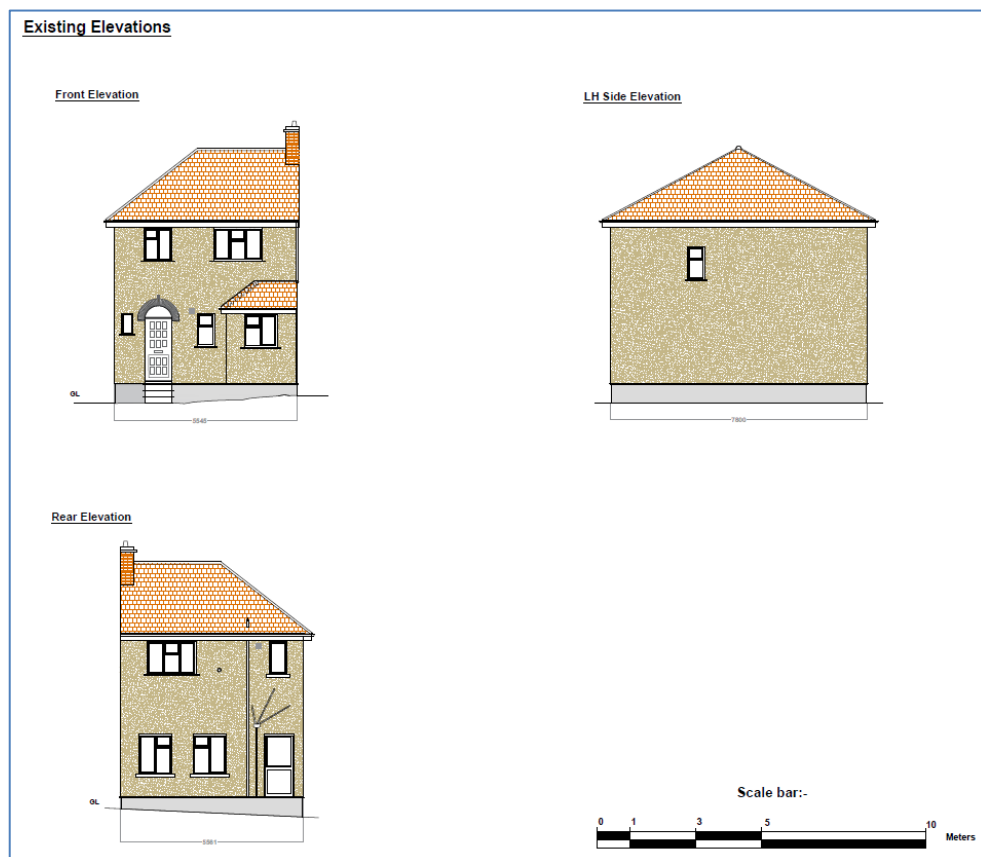 Existing Elevations
Front Elevation
LH Side Elevation
GL
7800
Rear Elevation
GL
Scale bar:-
0 1 3 5 10
Meters